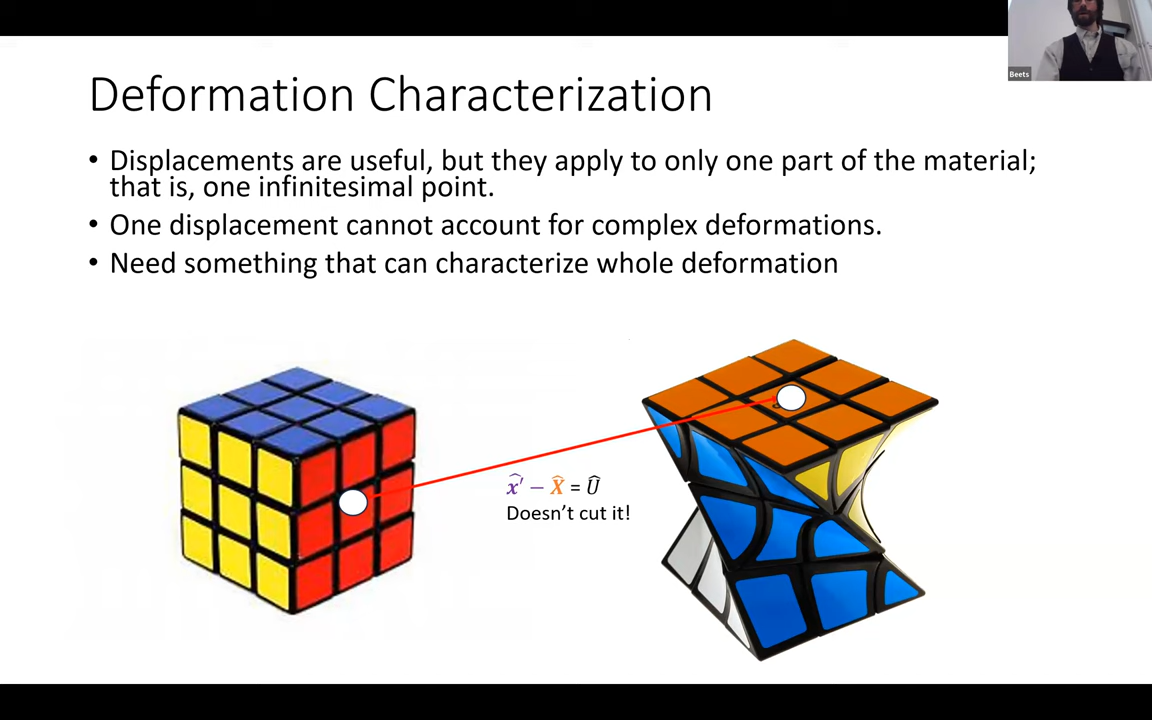 Beets
Deformation Characterization
• Displacements are useful, but they apply to only one part of the material;
that is, one infinitesimal point.
• One displacement cannot account for complex deformations.
• Need something that can characterize whole deformation
x̂′ − X̂ = Û
Doesn’t cut it!